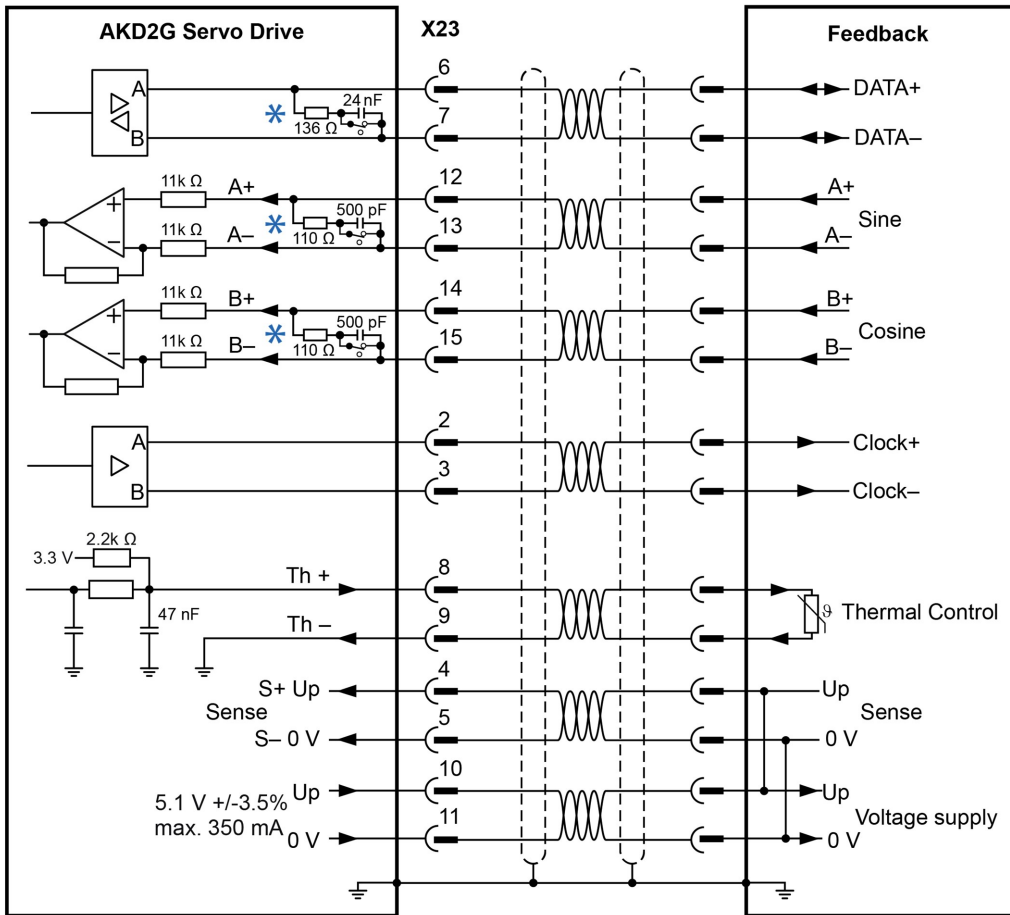 AKD2G Servo Drive
X23
Feedback
6
A
24 nF
DATA+
*
136 Ω
7
B
DATA–
11k Ω
A+
12
A+
500 pF
Sine
*
110 Ω
11k Ω
A–
13
A–
11k Ω
B+
14
B+
500 pF
Cosine
*
110 Ω
11k Ω
B–
15
B–
2
A
Clock+
3
B
Clock–
2.2k Ω
3.3 V
8
Th +
47 nF
ϑ Thermal Control
9
Th –
4
S+ Up
Up
Sense
Sense
5
S– 0 V
0 V
10
Up
Up
5.1 V +/-3.5%
max. 350 mA
Voltage supply
11
0 V
0 V